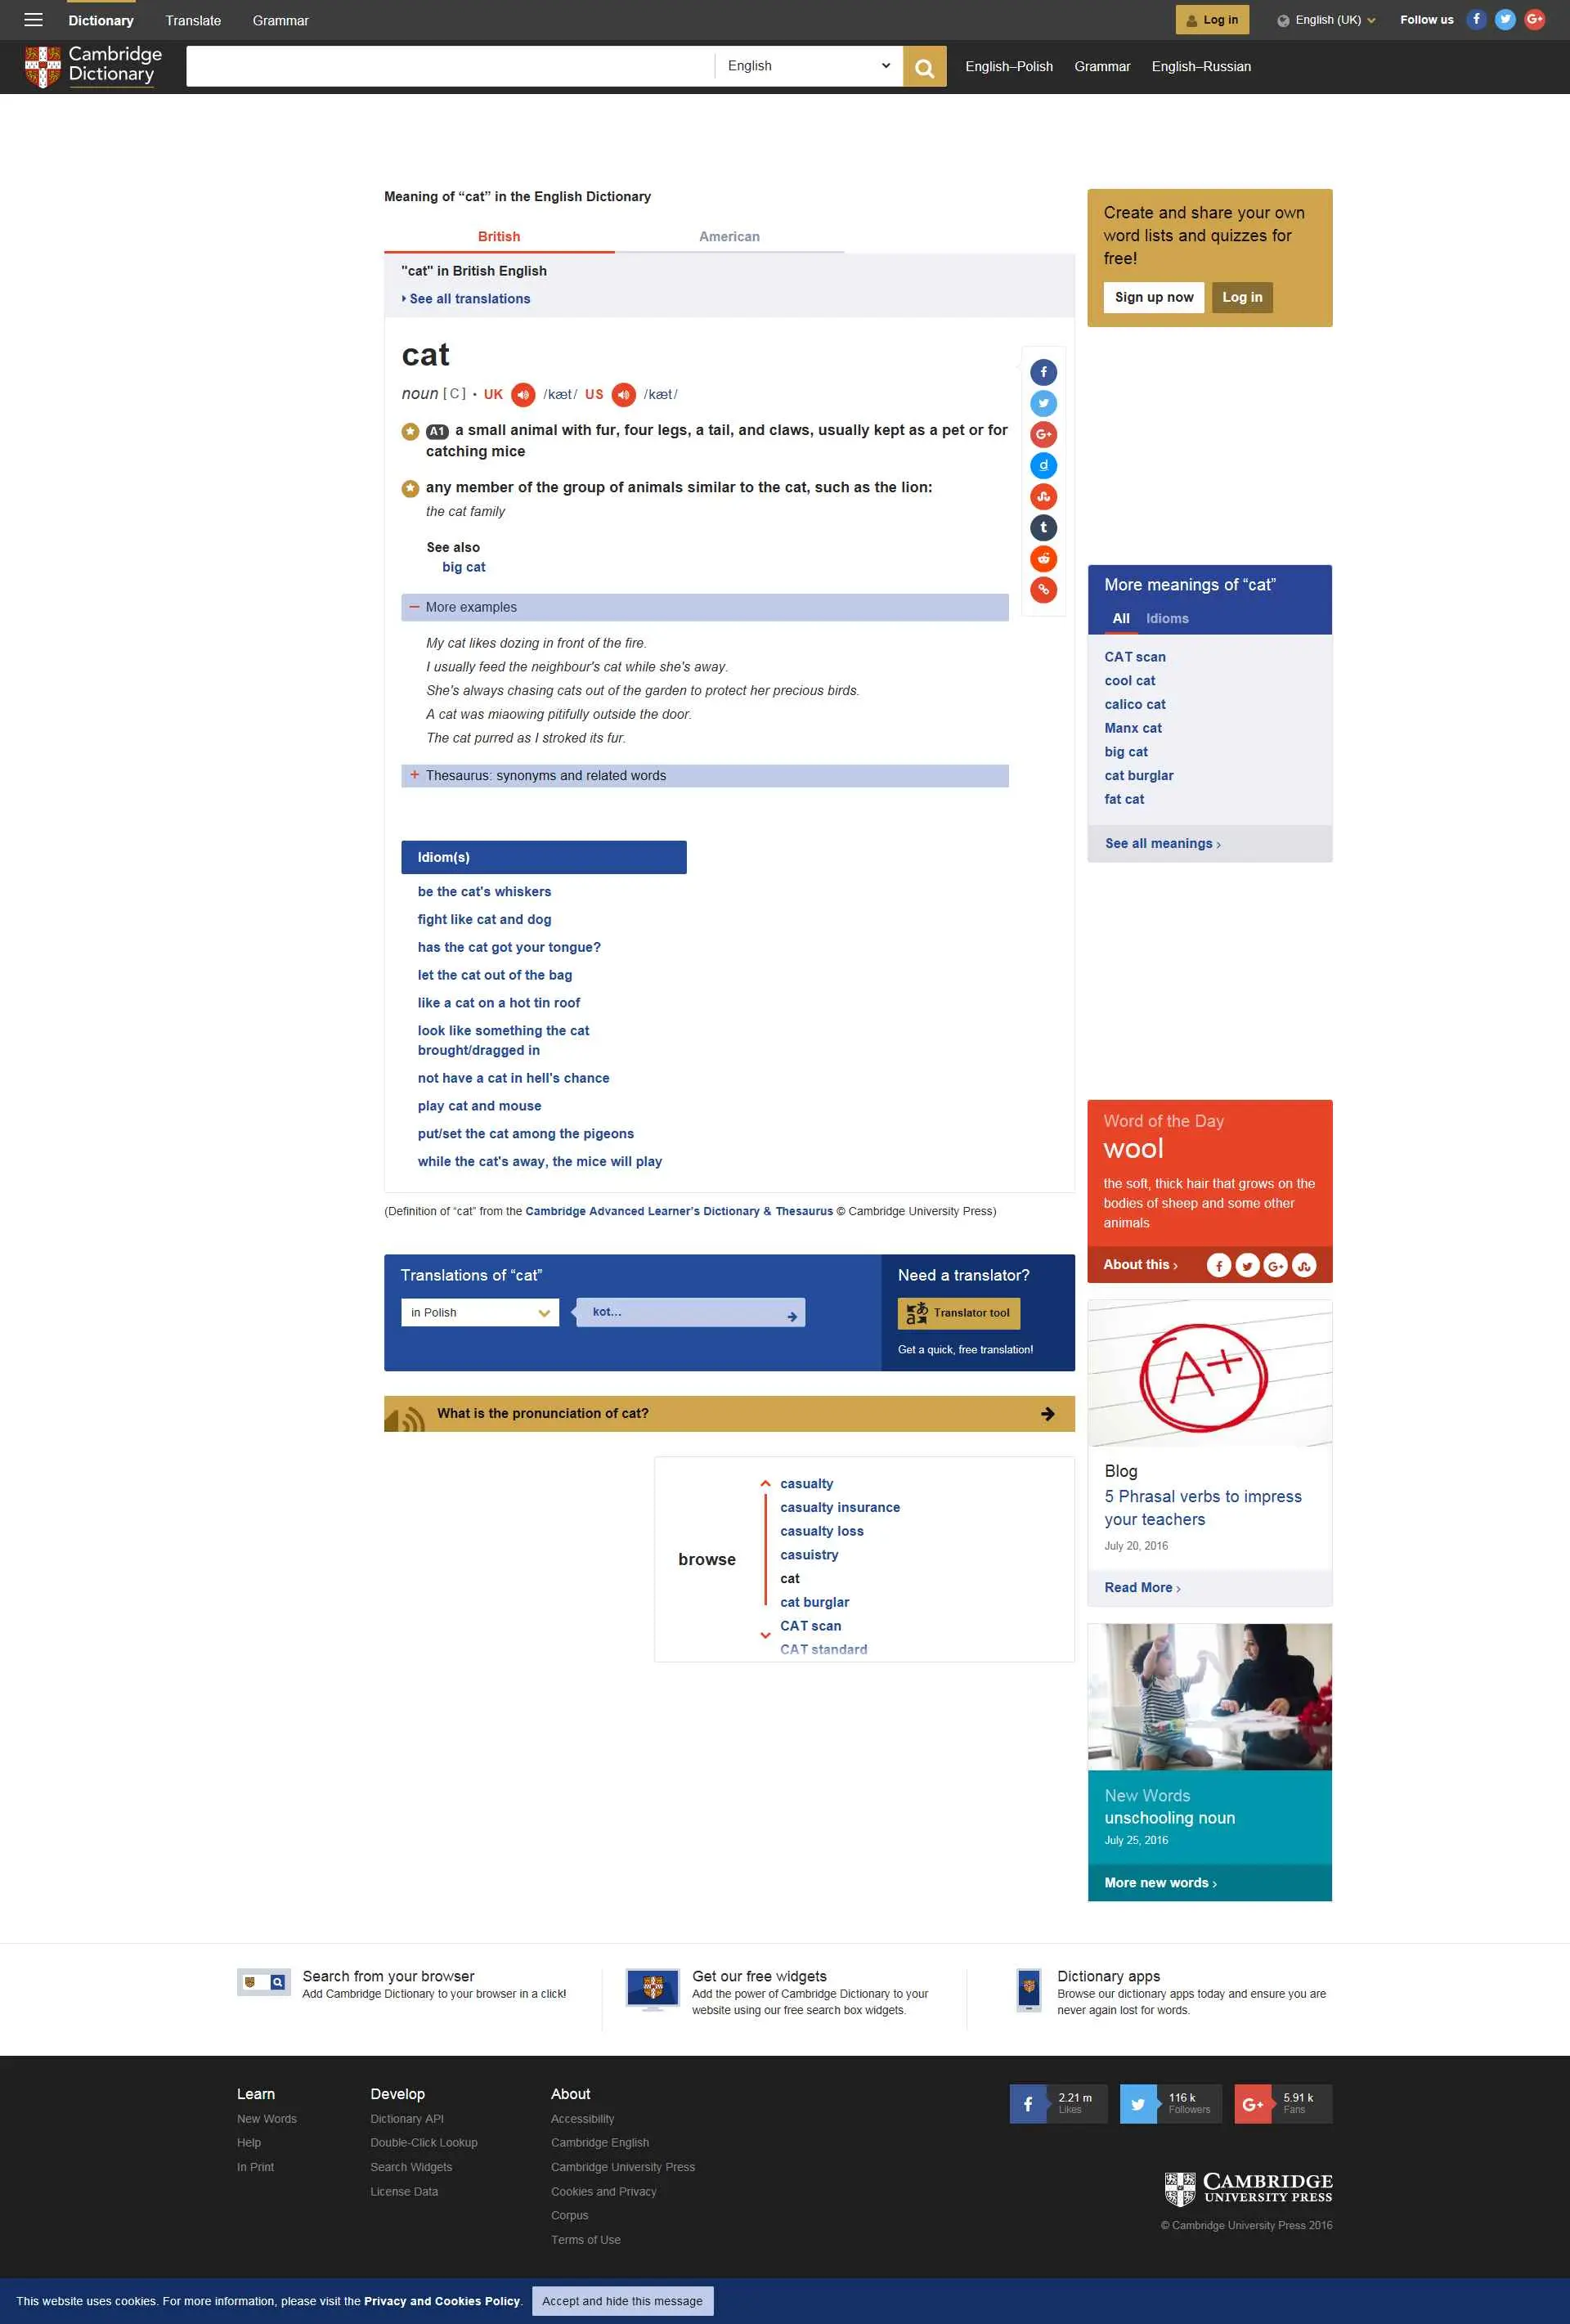 Dictionary Translate Grammar
Log in English (UK) Follow us
Cambridge
Dictionary
English
English–Polish Grammar English–Russian
Meaning of “cat” in the English Dictionary
British American
"cat" in British English
See all translations
cat
noun [ C ] • UK /kæt/ US /kæt/
A1 a small animal with fur, four legs, a tail, and claws, usually kept as a pet or for
catching mice
any member of the group of animals similar to the cat, such as the lion:
the cat family
See also
big cat
More examples
My cat likes dozing in front of the fire.
I usually feed the neighbour's cat while she's away.
She's always chasing cats out of the garden to protect her precious birds.
A cat was miaowing pitifully outside the door.
The cat purred as I stroked its fur.
Thesaurus: synonyms and related words
Idiom(s)
be the cat's whiskers
fight like cat and dog
has the cat got your tongue?
let the cat out of the bag
like a cat on a hot tin roof
look like something the cat
brought/dragged in
not have a cat in hell's chance
play cat and mouse
put/set the cat among the pigeons
while the cat's away, the mice will play
(Definition of “cat” from the Cambridge Advanced Learner's Dictionary & Thesaurus © Cambridge University Press)
Translations of “cat”
in Polish
kot…
Need a translator?
Translator tool
Get a quick, free translation!
What is the pronunciation of cat?
browse
casualty
casualty insurance
casualty loss
casuistry
cat
cat burglar
CAT scan
CAT standard
Create and share your own
word lists and quizzes for
free!
Sign up now Log in
More meanings of “cat”
All Idioms
CAT scan
cool cat
calico cat
Manx cat
big cat
cat burglar
fat cat
See all meanings ›
Word of the Day
wool
the soft, thick hair that grows on the
bodies of sheep and some other
animals
About this ›
A+
Blog
5 Phrasal verbs to impress
your teachers
July 20, 2016
Read More ›
New Words
unschooling noun
July 25, 2016
More new words ›
Search from your browser
Add Cambridge Dictionary to your browser in a click!
Get our free widgets
Add the power of Cambridge Dictionary to your
website using our free search box widgets.
Dictionary apps
Browse our dictionary apps today and ensure you are
never again lost for words.
Learn
New Words
Help
In Print
Develop
Dictionary API
Double-Click Lookup
Search Widgets
License Data
About
Accessibility
Cambridge English
Cambridge University Press
Cookies and Privacy
Corpus
Terms of Use
2.21 m
Likes
116 k
Followers
5.91 k
Fans
CAMBRIDGE
UNIVERSITY PRESS
© Cambridge University Press 2016
This website uses cookies. For more information, please visit the Privacy and Cookies Policy. Accept and hide this message